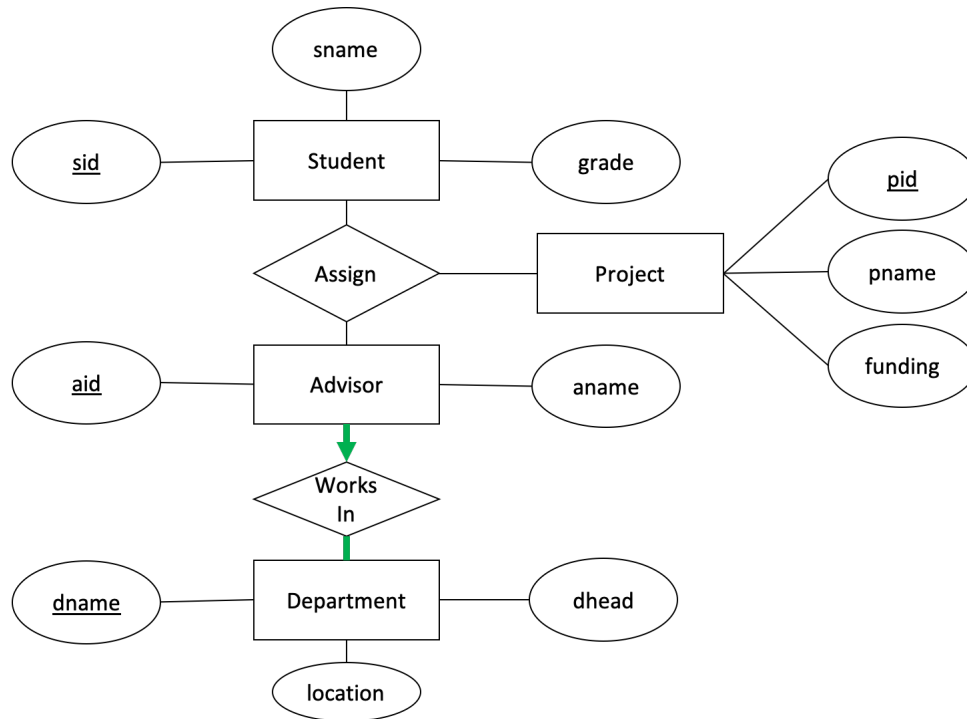 sname
sid
Student
grade
pid
Assign
Project
pname
funding
aid
Advisor
aname
Works
In
dname
Department
dhead
location